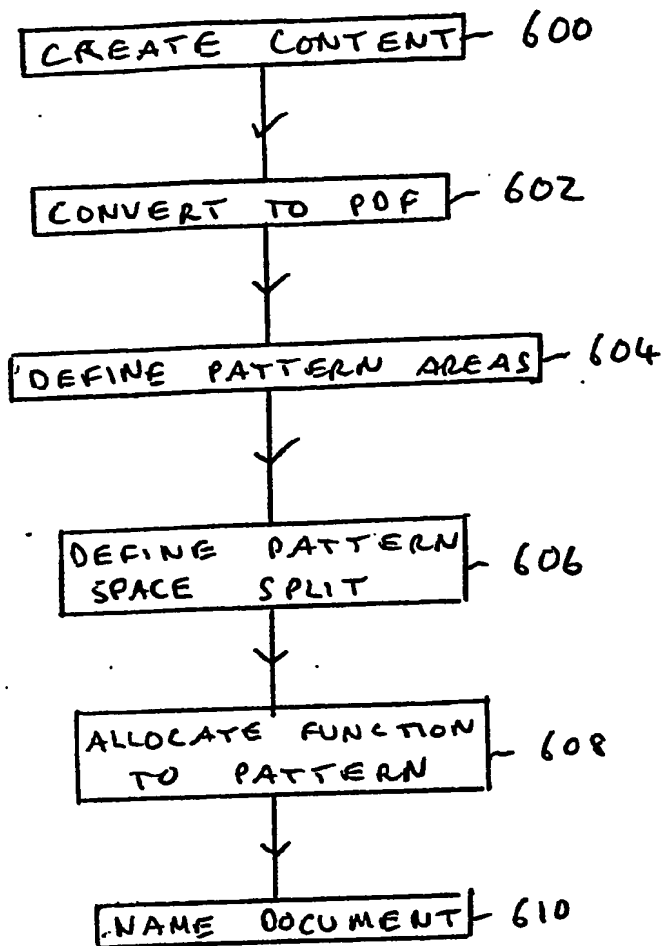 CREATE CONTENT 600
CONVERT TO PDF 602
DEFINE PATTERN AREAS 604
DEFINE PATTERN
SPACE SPLIT 606
ALLOCATE FUNCTION
TO PATTERN 608
NAME DOCUMENT 610